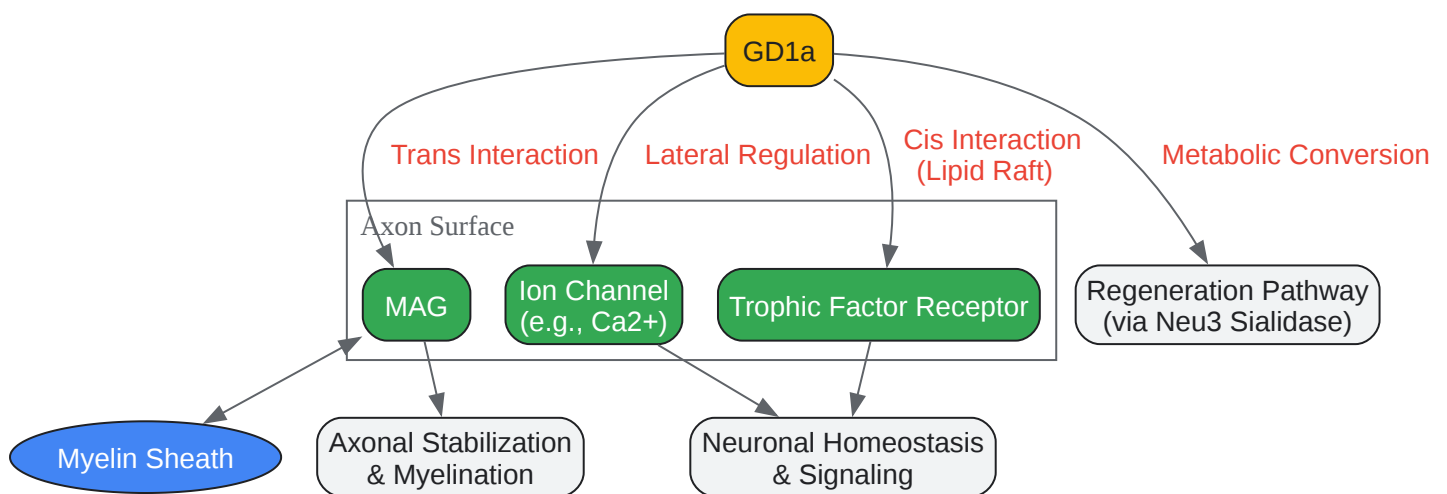 GD1a
Trans Interaction
Lateral Regulation
Cis Interaction
(Lipid Raft)
Metabolic Conversion
Axon Surface
MAG
Ion Channel
(e.g., Ca2+)
Trophic Factor Receptor
Regeneration Pathway
(via Neu3 Sialidase)
Myelin Sheath
Axonal Stabilization
& Myelination
Neuronal Homeostasis
& Signaling